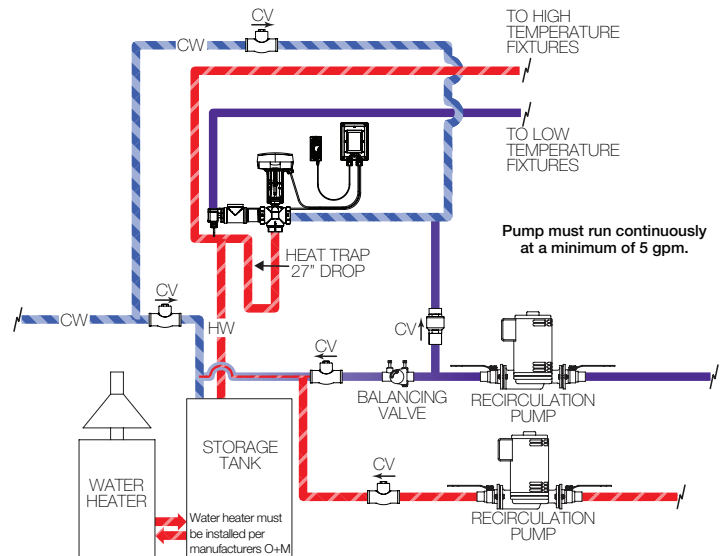 CV
CW
TO HIGH
TEMPERATURE
FIXTURES
TO LOW
TEMPERATURE
FIXTURES
Pump must run continuously
at a minimum of 5 gpm.
HEAT TRAP
27" DROP
CV
CW
HW
CV
CV
BALANCING
VALVE
RECIRCULATION
PUMP
STORAGE
TANK
WATER
HEATER
CV
Water heater must
be installed per
manufacturers O+M
RECIRCULATION
PUMP